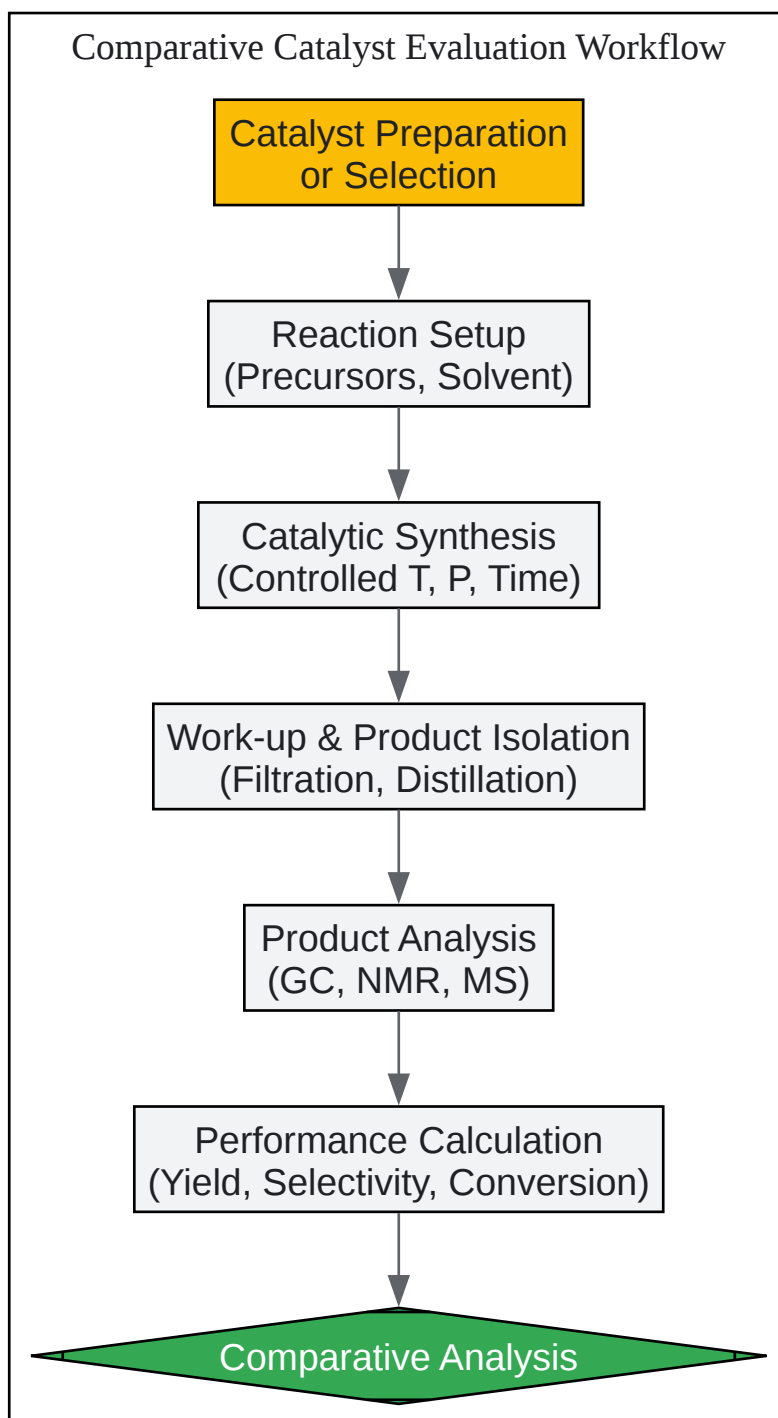 Comparative Catalyst Evaluation Workflow
Catalyst Preparation
or Selection
Reaction Setup
(Precursors, Solvent)
Catalytic Synthesis
(Controlled T, P, Time)
Work-up & Product Isolation
(Filtration, Distillation)
Product Analysis
(GC, NMR, MS)
Performance Calculation
(Yield, Selectivity, Conversion)
Comparative Analysis